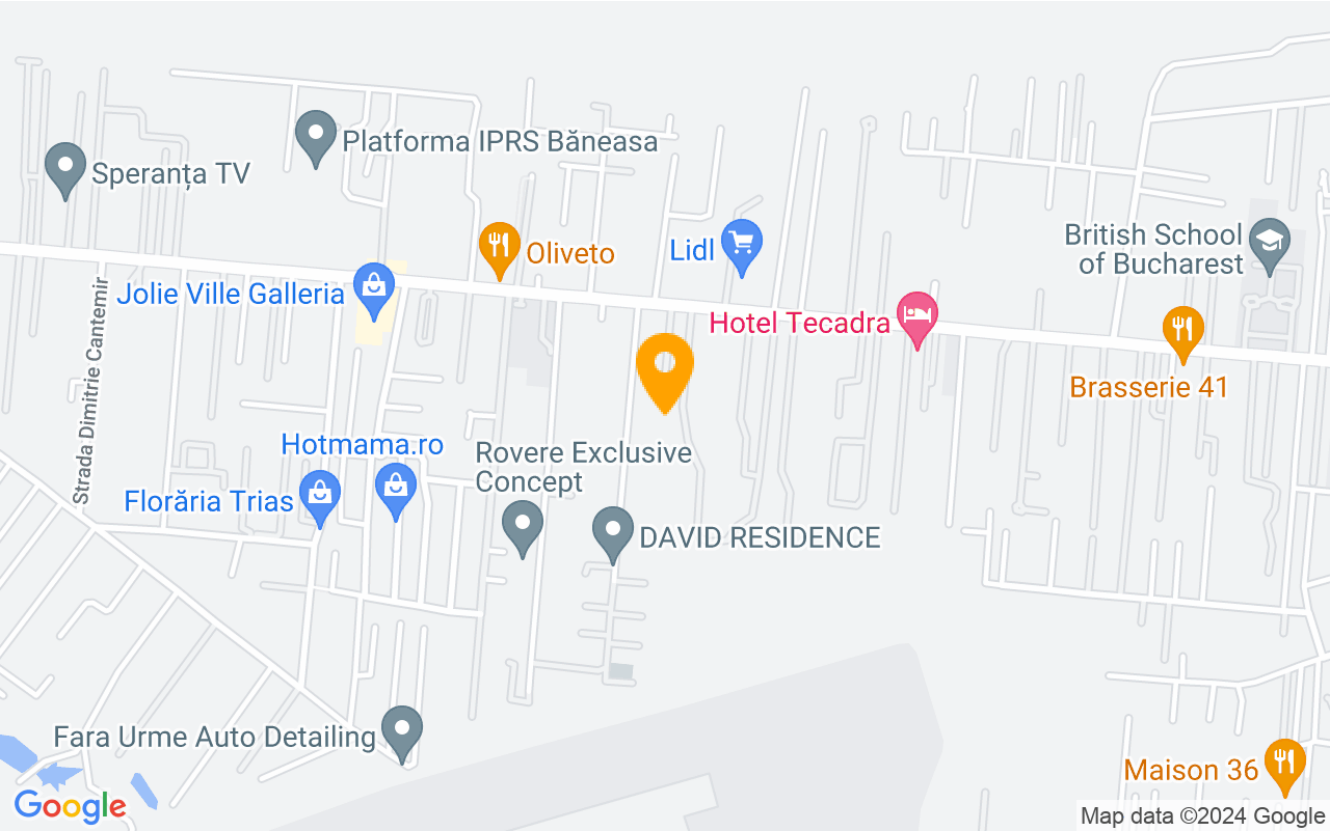 Platforma IPRS Băneasa
Speranța TV
British School
of Bucharest
Oliveto
Lidl
Jolie Ville Galleria
Hotel Tecadra
Strada Dimitrie Cantemir
Brasserie 41
Hotmama.ro
Rovere Exclusive
Concept
Florăria Trias
DAVID RESIDENCE
Fara Urme Auto Detailing
Maison 36
Google
Map data ©2024 Google